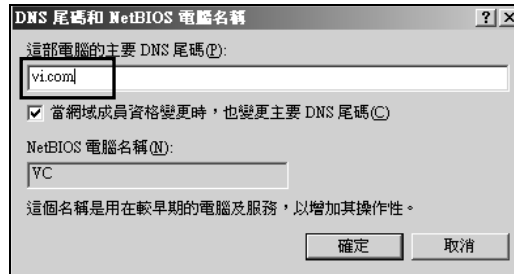 DNS 尾碼和 NetBIOS 電腦名稱
這部電腦的主要 DNS 尾碼(P):
vi.com
當網域成員資格變更時，也變更主要 DNS 尾碼(C)
NetBIOS 電腦名稱(N):
VC
這個名稱是用在較早期的電腦及服務，以增加其操作性。
確定 取消